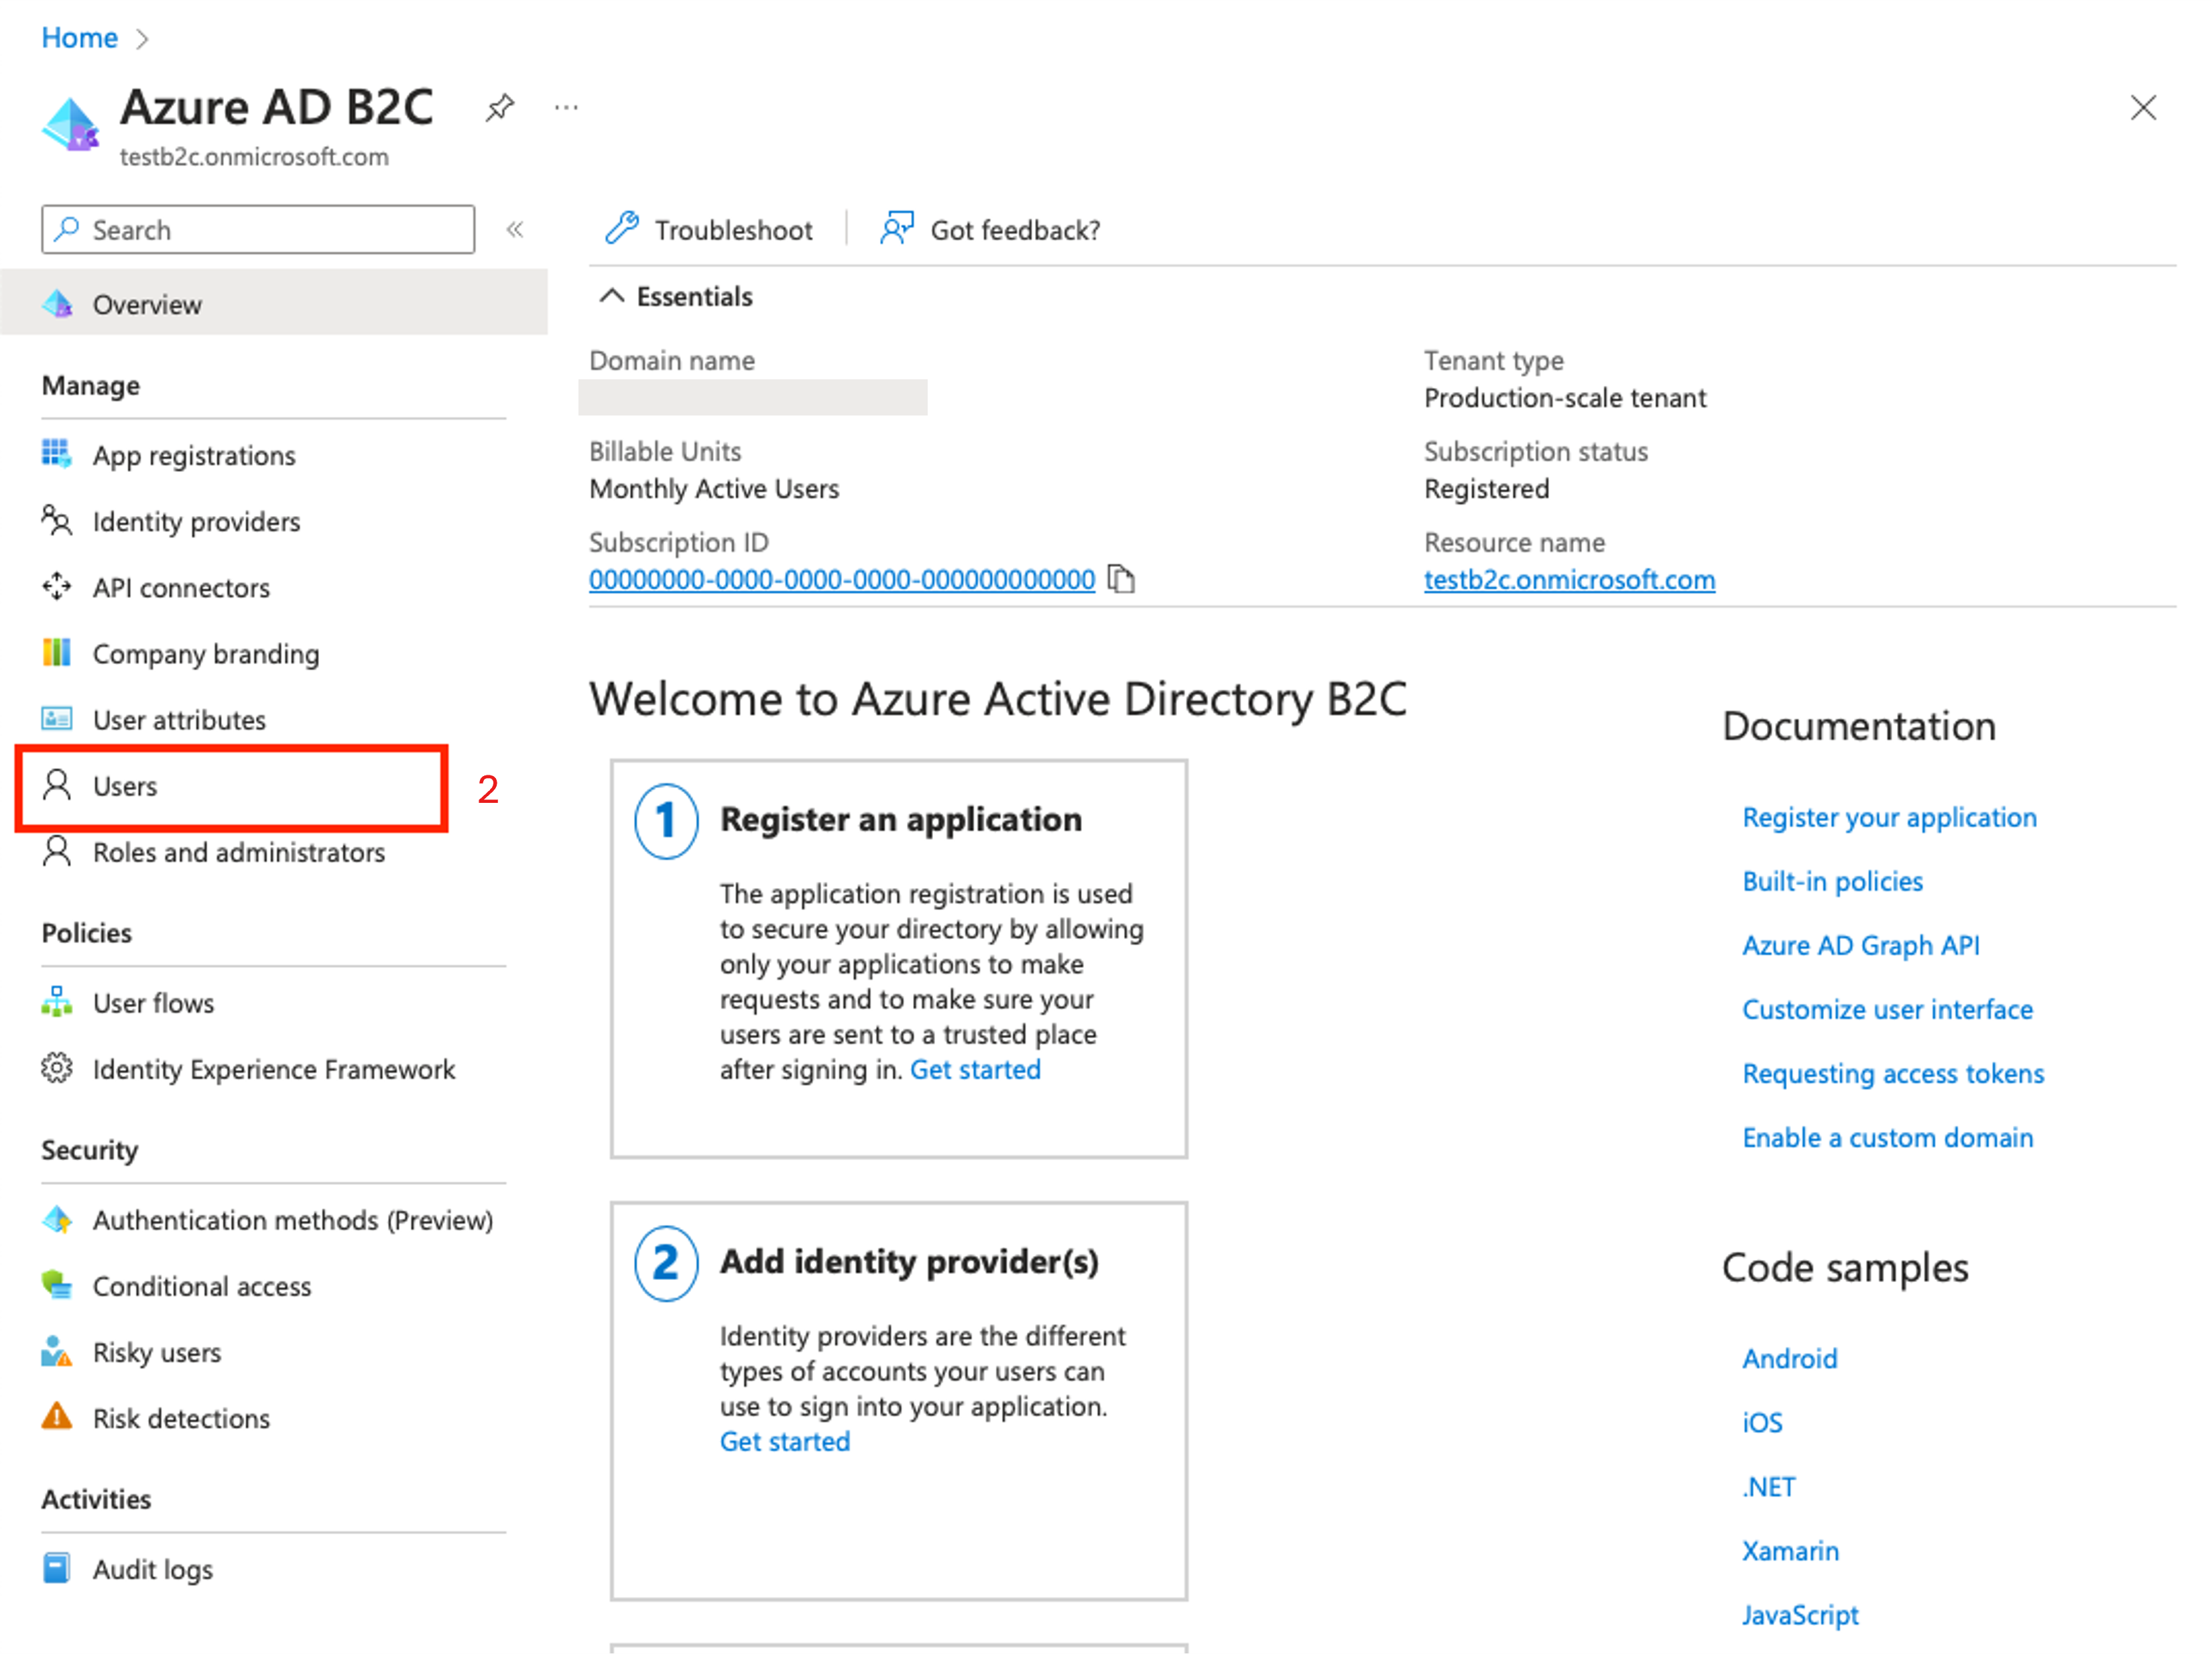 Home
Azure AD B2C
testb2c.onmicrosoft.com
Search
Troubleshoot
Got feedback?
Overview
Manage
App registrations
Identity providers
API connectors
Company branding
User attributes
Users
2
Roles and administrators
Policies
User flows
Identity Experience Framework
Security
Authentication methods (Preview)
Conditional access
Risky users
Risk detections
Activities
Audit logs
Essentials
Domain name
Tenant type
Production-scale tenant
Billable Units
Monthly Active Users
Subscription status
Registered
Subscription ID
00000000-0000-0000-0000-000000000000
Resource name
testb2c.onmicrosoft.com
Welcome to Azure Active Directory B2C
1
Register an application
The application registration is used
to secure your directory by allowing
only your applications to make
requests and to make sure your
users are sent to a trusted place
after signing in. Get started
2
Add identity provider(s)
Identity providers are the different
types of accounts your users can
use to sign into your application.
Get started
Documentation
Register your application
Built-in policies
Azure AD Graph API
Customize user interface
Requesting access tokens
Enable a custom domain
Code samples
Android
iOS
.NET
Xamarin
JavaScript